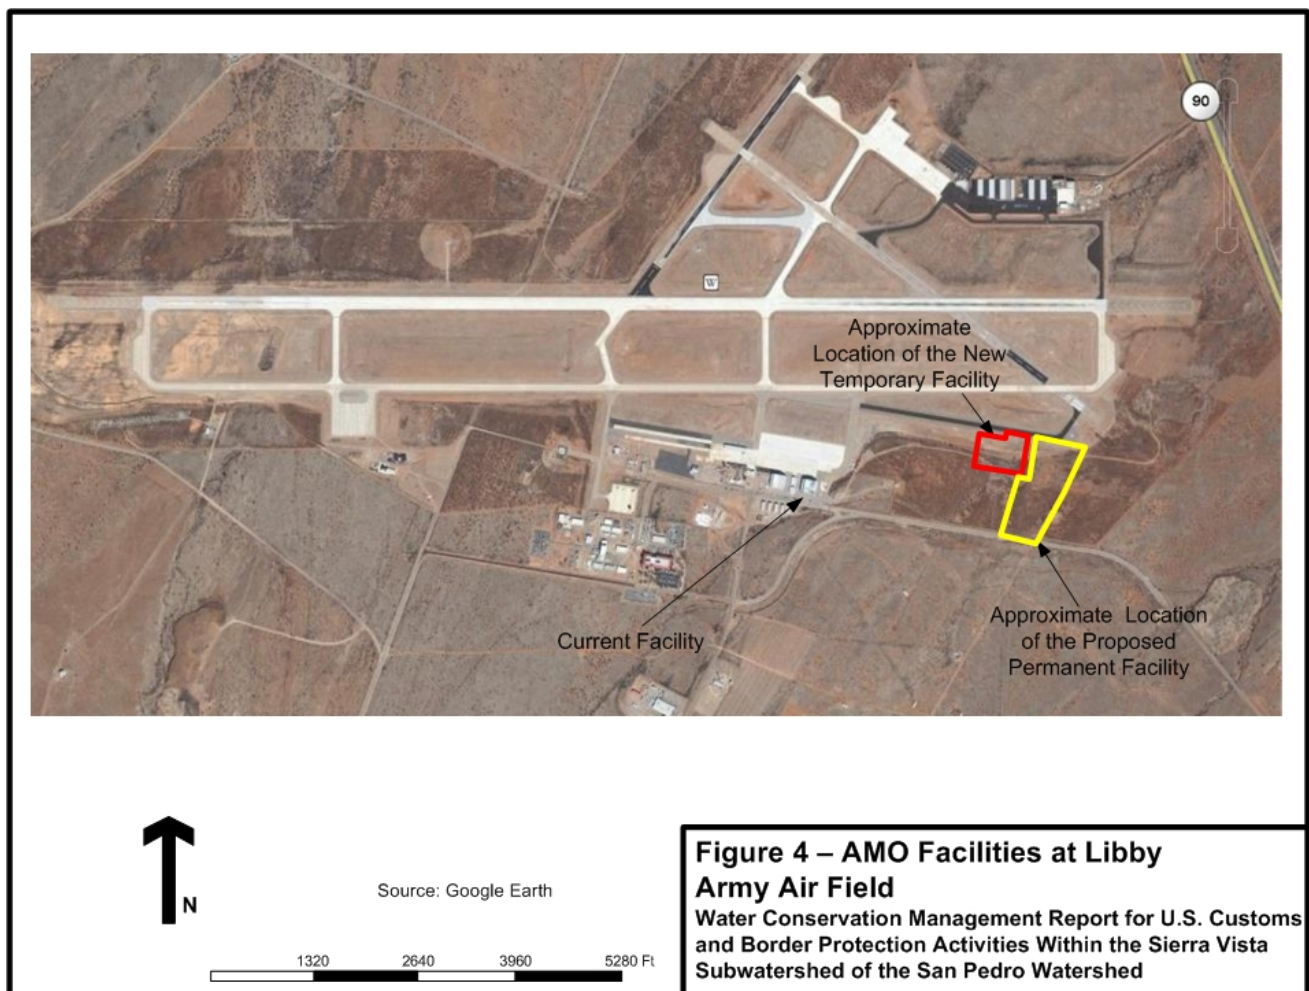 90
W
Approximate
Location of the New
Temporary Facility
Current Facility
Approximate Location
of the Proposed
Permanent Facility
N
Source: Google Earth
1320 2640 3960 5280 Ft
Figure 4 – AMO Facilities at Libby
Army Air Field
Water Conservation Management Report for U.S. Customs
and Border Protection Activities Within the Sierra Vista
Subwatershed of the San Pedro Watershed